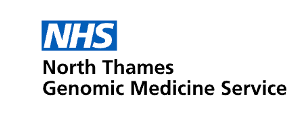 NHS
North Thames
Genomic Medicine Service